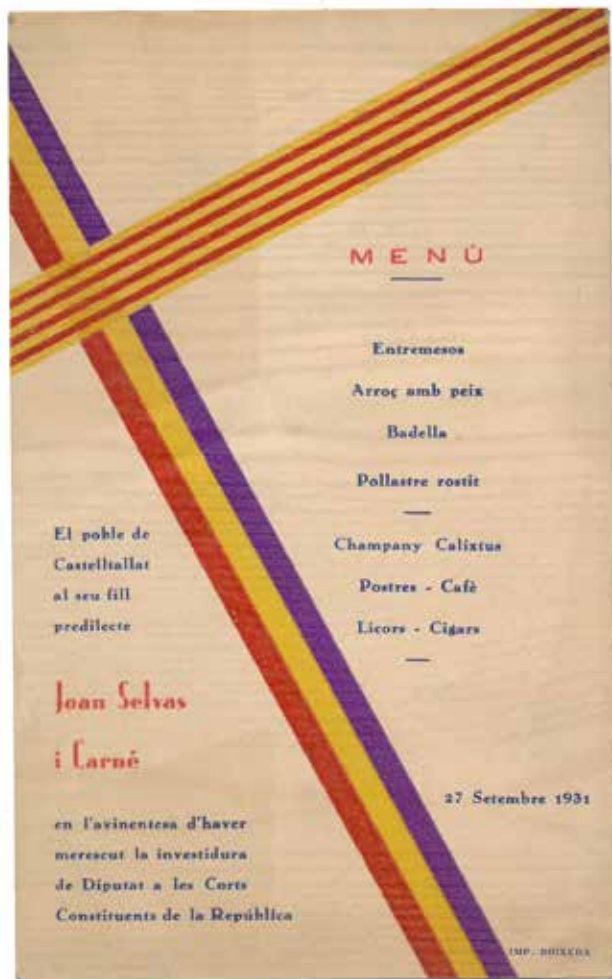 MENÚ
Entremesos
Arroç amb peix
Badella
Pollastre rostit
Champany Calixtus
Postres - Cafè
Licors - Cigars
27 Setembre 1931
El poble de
Castelltallat
al seu fill
predilecte
Joan Selvas
i Carné
en l'avinentesa d'haver
merescut la investidura
de Diputat a les Corts
Constituents de la República
IMP.